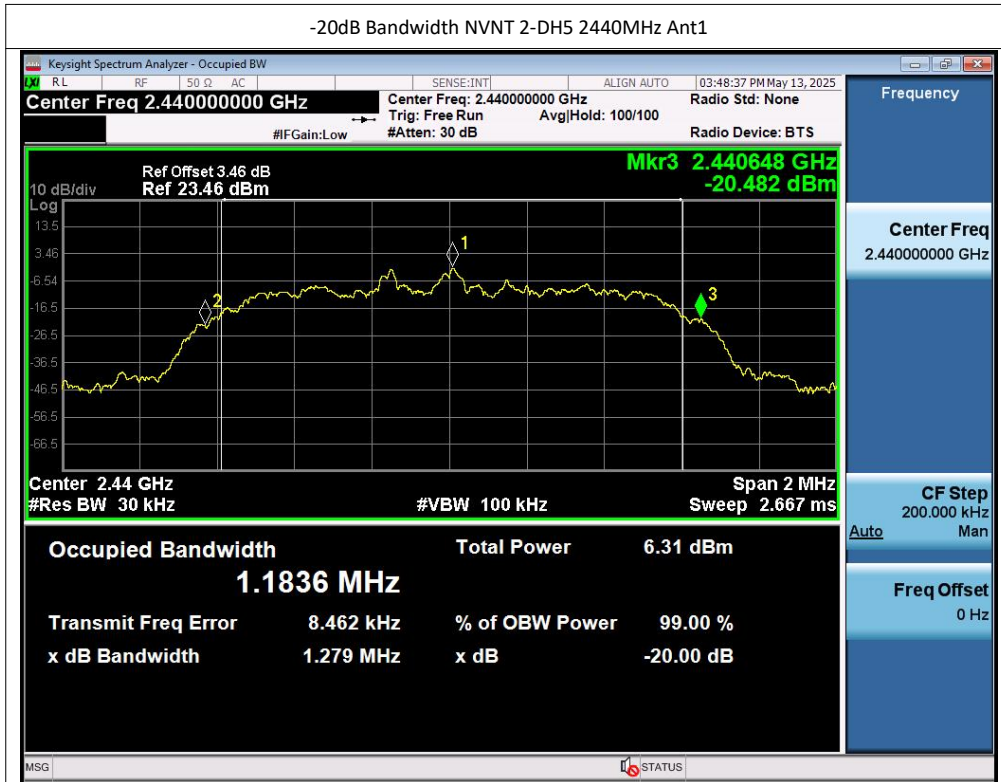 -20dB Bandwidth NVNT 2-DH5 2440MHz Ant1
Keysight Spectrum Analyzer - Occupied BW
LXI RL RF 50 Ω AC SENSE:INT ALIGN AUTO 03:48:37 PM May 13, 2025
Center Freq 2.440000000 GHz
Center Freq: 2.440000000 GHz
Radio Std: None
Trig: Free Run Avg|Hold: 100/100
#IFGain:Low
#Atten: 30 dB
Radio Device: BTS
Frequency
Ref Offset 3.46 dB
10 dB/div Ref 23.46 dBm
Mkr3 2.440648 GHz
-20.482 dBm
Log
13.5
3.46
-6.54
-16.5
-26.5
-36.5
-46.5
-56.5
-66.5
1
2
3
Center 2.44 GHz
Span 2 MHz
#Res BW 30 kHz
#VBW 100 kHz
Sweep 2.667 ms
Center Freq
2.440000000 GHz
CF Step
200.000 kHz
Auto Man
Freq Offset
0 Hz
Occupied Bandwidth
1.1836 MHz
Total Power 6.31 dBm
Transmit Freq Error 8.462 kHz
% of OBW Power 99.00 %
x dB Bandwidth 1.279 MHz
x dB -20.00 dB
MSG
STATUS